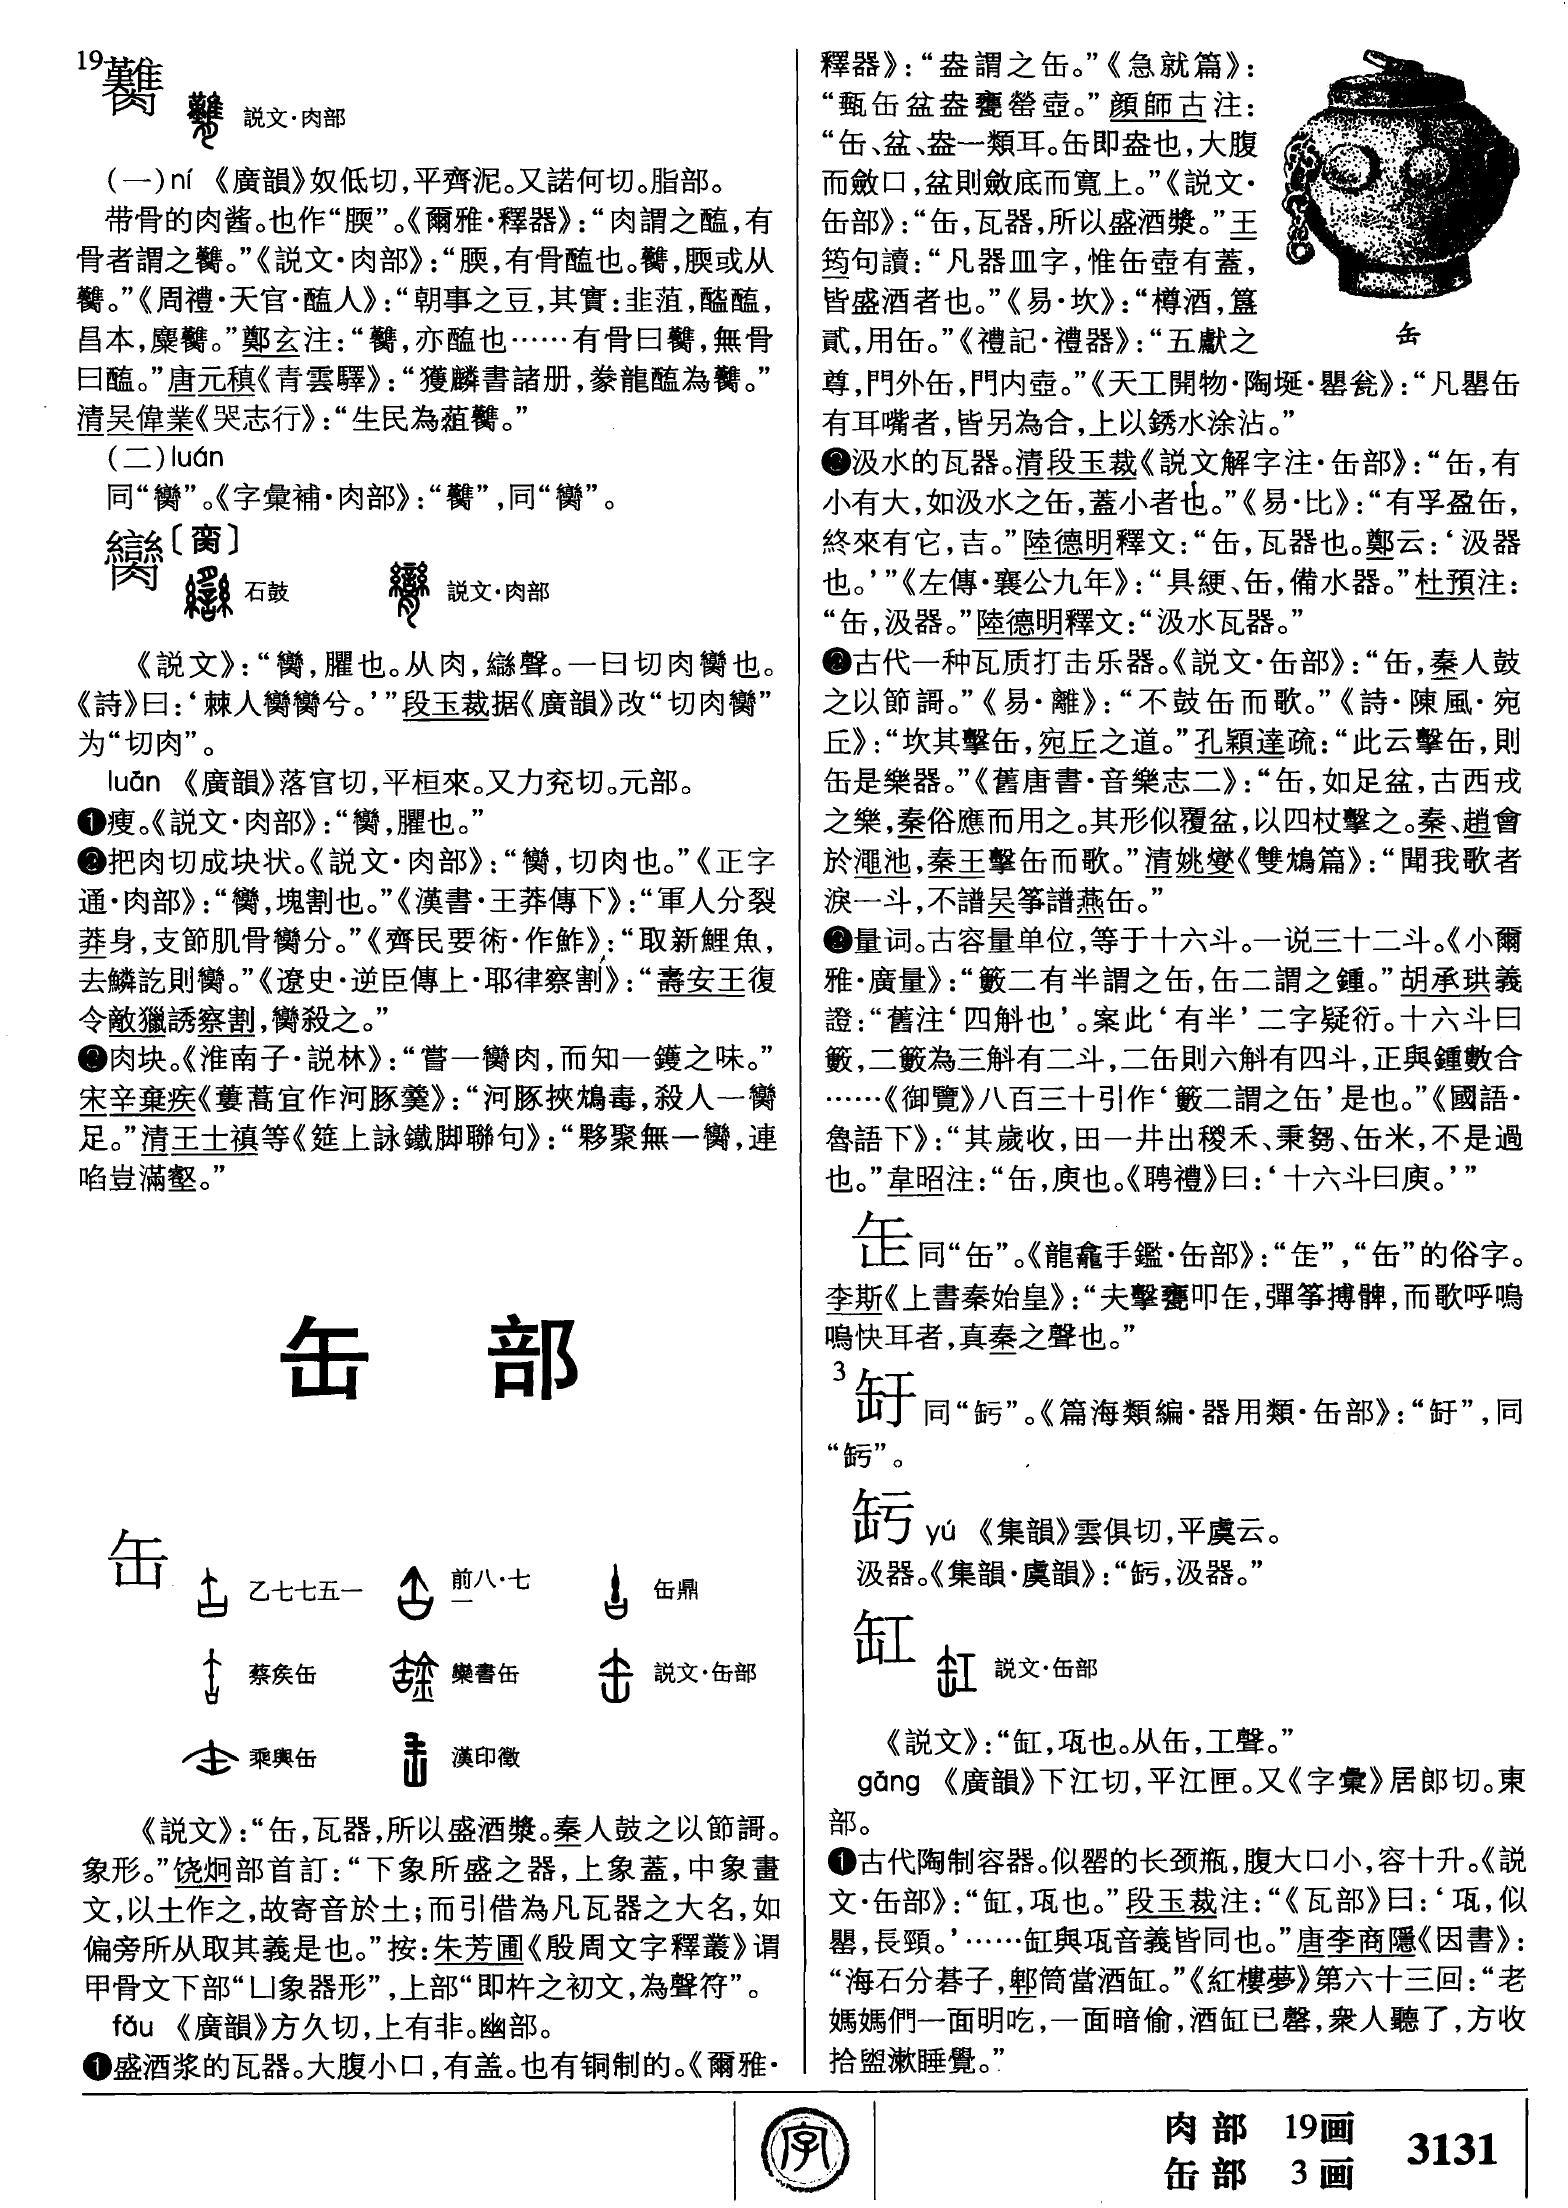 19
𦣝 説文·肉部
(一)ní 《廣韻》奴低切,平齊泥。又諾何切。脂部。
带骨的肉酱。也作“腝”。《爾雅·釋器》:“肉謂之醢,有
骨者謂之臡。”《説文·肉部》:“腝,有骨醢也。臡,腝或从
難。”《周禮·天官·醢人》:“朝事之豆,其實:韭菹,醓醢,
昌本,麋臡。”鄭玄注:“臡,亦醢也……有骨曰臡,無骨
曰醢。”唐元稹《青雲驛》:“獲麟書諸册,豢龍醢為臡。”
清吴偉業《哭志行》:“生民為葅臡。”
(二)luán
同“臠”。《字彙補·肉部》:“臡”,同“臠”。
臠〔脔〕
石鼓 説文·肉部
《説文》:“臠,臞也。从肉,䜌聲。一曰切肉臠也。
《詩》曰:‘棘人臠臠兮。’”段玉裁据《廣韻》改“切肉臠”
为“切肉”。
luán 《廣韻》落官切,平桓來。又力兖切。元部。
❶瘦。《説文·肉部》:“臠,臞也。”
❷把肉切成块状。《説文·肉部》:“臠,切肉也。”《正字
通·肉部》:“臠,塊割也。”《漢書·王莽傳下》:“軍人分裂
莽身,支節肌骨臠分。”《齊民要術·作鮓》:“取新鯉魚,
去鱗訖則臠。”《遼史·逆臣傳上·耶律察割》:“壽安王復
令敵獵誘察割,臠殺之。”
❸肉块。《淮南子·説林》:“嘗一臠肉,而知一鑊之味。”
宋辛棄疾《蔞蒿宜作河豚羹》:“河豚挾鴆毒,殺人一臠
足。”清王士禛等《筵上詠鐵脚聯句》:“夥聚無一臠,連
啗豈滿壑。”
缶 部
缶
乙七七五一 前八·七一 缶鼎
蔡矦缶 欒書缶 説文·缶部
乘輿缶 漢印徵
《説文》:“缶,瓦器,所以盛酒漿。秦人鼓之以節謌。
象形。”饶炯部首訂:“下象所盛之器,上象蓋,中象畫
文,以土作之,故寄音於土;而引借為凡瓦器之大名,如
偏旁所从取其義是也。”按:朱芳圃《殷周文字釋叢》谓
甲骨文下部“凵象器形”,上部“即杵之初文,為聲符”。
fǒu 《廣韻》方久切,上有非。幽部。
❶盛酒浆的瓦器。大腹小口,有盖。也有铜制的。《爾雅·
釋器》:“盎謂之缶。”《急就篇》:
“甄缶盆盎甕罃壺。”顔師古注:
“缶、盆、盎一類耳。缶即盎也,大腹
而斂口,盆則斂底而寬上。”《説文·
缶部》:“缶,瓦器,所以盛酒漿。”王
筠句讀:“凡器皿字,惟缶壺有蓋,
皆盛酒者也。”《易·坎》:“樽酒,簋
貳,用缶。”《禮記·禮器》:“五獻之
缶
尊,門外缶,門内壺。”《天工開物·陶埏·罌瓮》:“凡罌缶
有耳嘴者,皆另為合,上以銹水涂沾。”
❷汲水的瓦器。清段玉裁《説文解字注·缶部》:“缶,有
小有大,如汲水之缶,蓋小者也。”《易·比》:“有孚盈缶,
終來有它,吉。”陸德明釋文:“缶,瓦器也。鄭云:‘汲器
也。’”《左傳·襄公九年》:“具綆、缶,備水器。”杜預注:
“缶,汲器。”陸德明釋文:“汲水瓦器。”
❸古代一种瓦质打击乐器。《説文·缶部》:“缶,秦人鼓
之以節謌。”《易·離》:“不鼓缶而歌。”《詩·陳風·宛
丘》:“坎其擊缶,宛丘之道。”孔穎達疏:“此云擊缶,則
缶是樂器。”《舊唐書·音樂志二》:“缶,如足盆,古西戎
之樂,秦俗應而用之。其形似覆盆,以四杖擊之。秦、趙會
於澠池,秦王擊缶而歌。”清姚燮《雙鴆篇》:“聞我歌者
淚一斗,不譜吴筝譜燕缶。”
❹量词。古容量单位,等于十六斗。一说三十二斗。《小爾
雅·廣量》:“籔二有半謂之缶,缶二謂之鍾。”胡承珙義
證:“舊注‘四斛也’。案此‘有半’二字疑衍。十六斗曰
籔,二籔為三斛有二斗,二缶則六斛有四斗,正與鍾數合
……《御覽》八百三十引作‘籔二謂之缶’是也。”《國語·
魯語下》:“其歲收,田一井出稷禾、秉芻、缶米,不是過
也。”韋昭注:“缶,庾也。《聘禮》曰:‘十六斗曰庾。’”
缻同“缶”。《龍龕手鑑·缶部》:“𦈢”,“缶”的俗字。
李斯《上書秦始皇》:“夫擊甕叩缶,彈筝搏髀,而歌呼嗚
嗚快耳者,真秦之聲也。”
3
𦈣同“㽳”。《篇海類編·器用類·缶部》:“𦈣”,同
“𦈫”。
yú 《集韻》雲俱切,平虞云。
汲器。《集韻·虞韻》:“𦈫,汲器。”
缸 説文·缶部
《説文》:“缸,瓨也。从缶,工聲。”
gāng 《廣韻》下江切,平江匣。又《字彙》居郎切。東
部。
❶古代陶制容器。似罂的长颈瓶,腹大口小,容十升。《説
文·缶部》:“缸,瓨也。”段玉裁注:“《瓦部》曰:‘瓨,似
罌,長頸。’……缸與瓨音義皆同也。”唐李商隱《因書》:
“海石分碁子,郫筒當酒缸。”《紅樓夢》第六十三回:“老
媽媽們一面明吃,一面暗偷,酒缸已罄,衆人聽了,方收
拾盥漱睡覺。”
字
肉部 19画
缶部 3画
3131